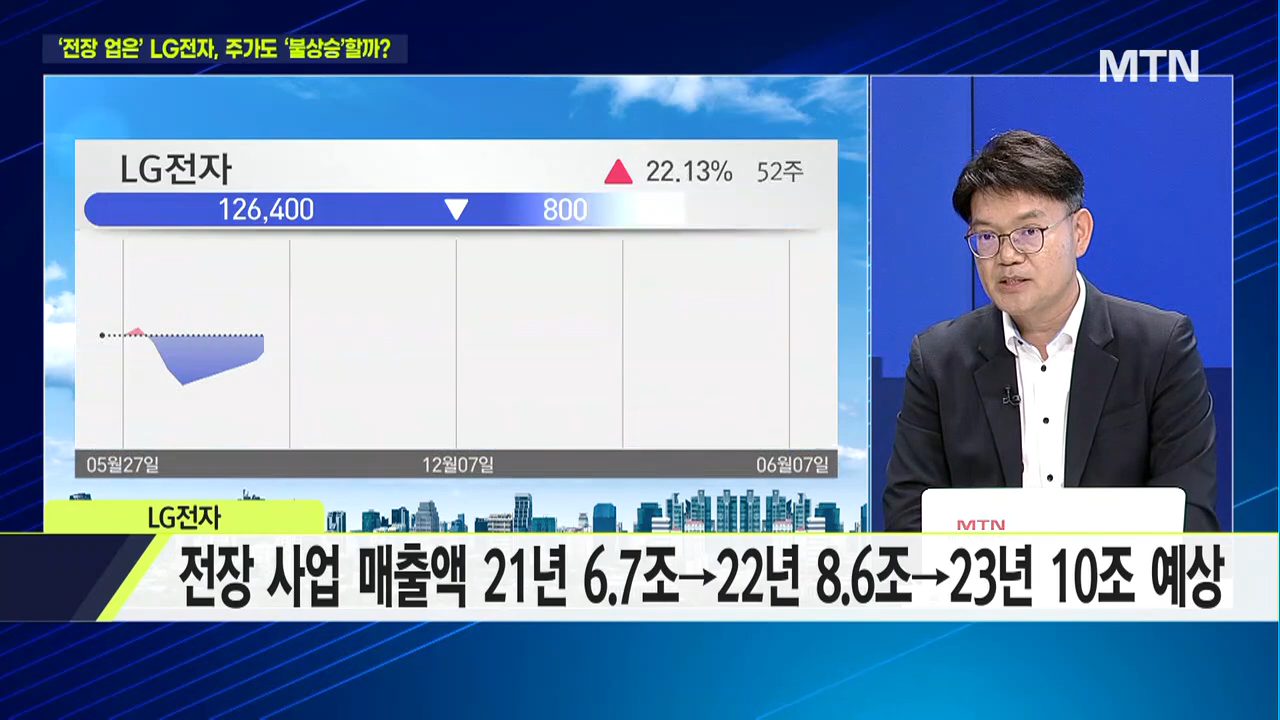 ‘전장 업은’ LG전자, 주가도 ‘불상승’할까?
MTN
LG전자
▲ 22.13% 52주
126,400 ▼ 800
05월27일 12월07일 06월07일
LG전자
MTN
전장 사업 매출액 21년 6.7조→22년 8.6조→23년 10조 예상